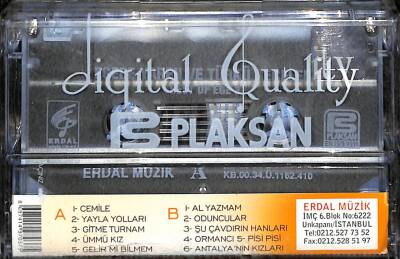 Digital Quality
ERDAL
PLAKSAN
ERDAL MÜZİK A KB.00.34.Ü.1162.410
A
1- CEMİLE
2- YAYLA YOLLARI
3- GİTME TURNAM
4- ÜMMÜ KIZ
5- GELİR Mİ BİLMEM
B
1- AL YAZMAM
2- ODUNCULAR
3- ŞU ÇAVDIRIN HANLARI
4- ORMANCI 5- PİSİ PİSİ
6- ANTALYA'NIN KIZLARI
ERDAL MÜZİK
İMÇ 6.Blok No:6222
Unkapanı/İSTANBUL
Tel:0212.527 73 52
Fax:0212.528 51 97